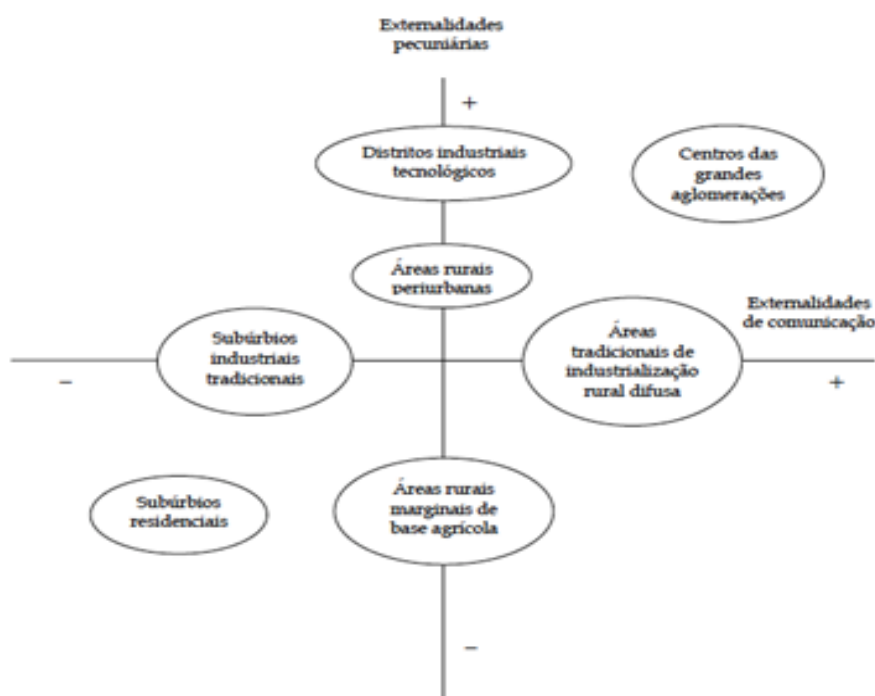 Externalidades
pecuniárias
+
Distritos industriais
tecnológicos
Centros das
grandes
aglomerações
Áreas rurais
periurbanas
Externalidades
de comunicação
Subúrbios
industriais
tradicionais
Áreas
tradicionais de
industrialização
rural difusa
−
+
Subúrbios
residenciais
Áreas rurais
marginais de
base agrícola
−